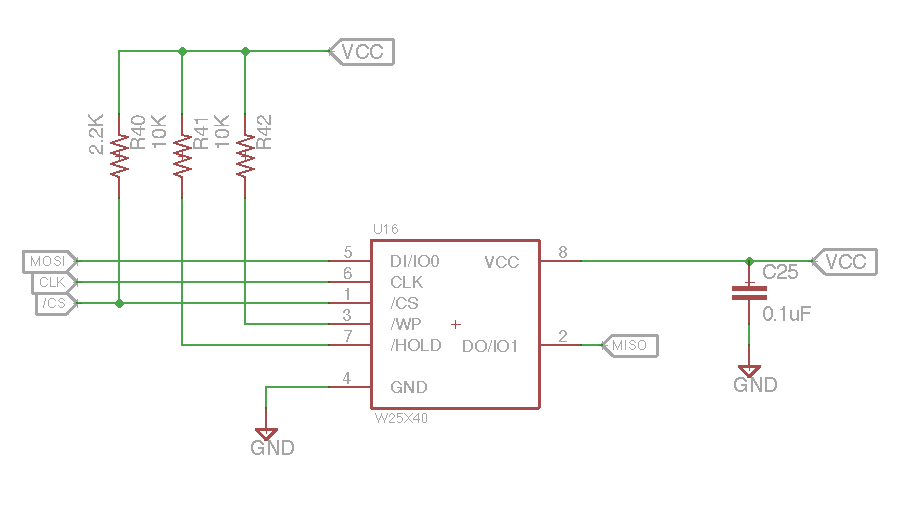 VCC
2.2K
R40
10K
R41
10K
R42
U16
MOSI
5
DI/IO0
VCC
8
VCC
CLK
6
CLK
C25
/CS
1
/CS
3
/WP
0.1uF
7
/HOLD
DO/IO1
2
MISO
4
GND
GND
W25X40
GND